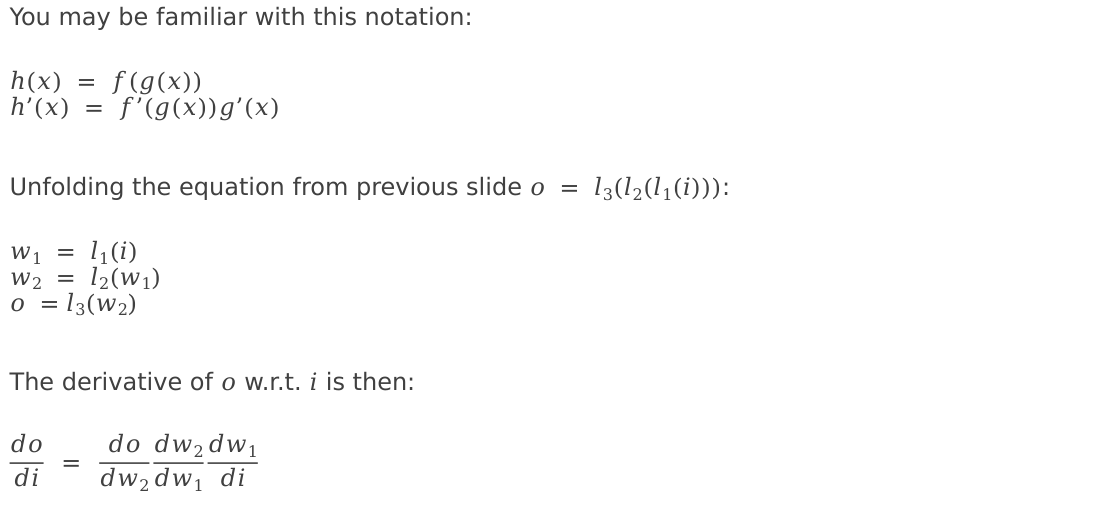 You may be familiar with this notation:
h(x) = f(g(x))
h′(x) = f′(g(x))g′(x)
Unfolding the equation from previous slide o = l₃(l₂(l₁(i))):
w₁ = l₁(i)
w₂ = l₂(w₁)
o = l₃(w₂)
The derivative of o w.r.t. i is then:
do/di = do/dw₂ dw₂/dw₁ dw₁/di